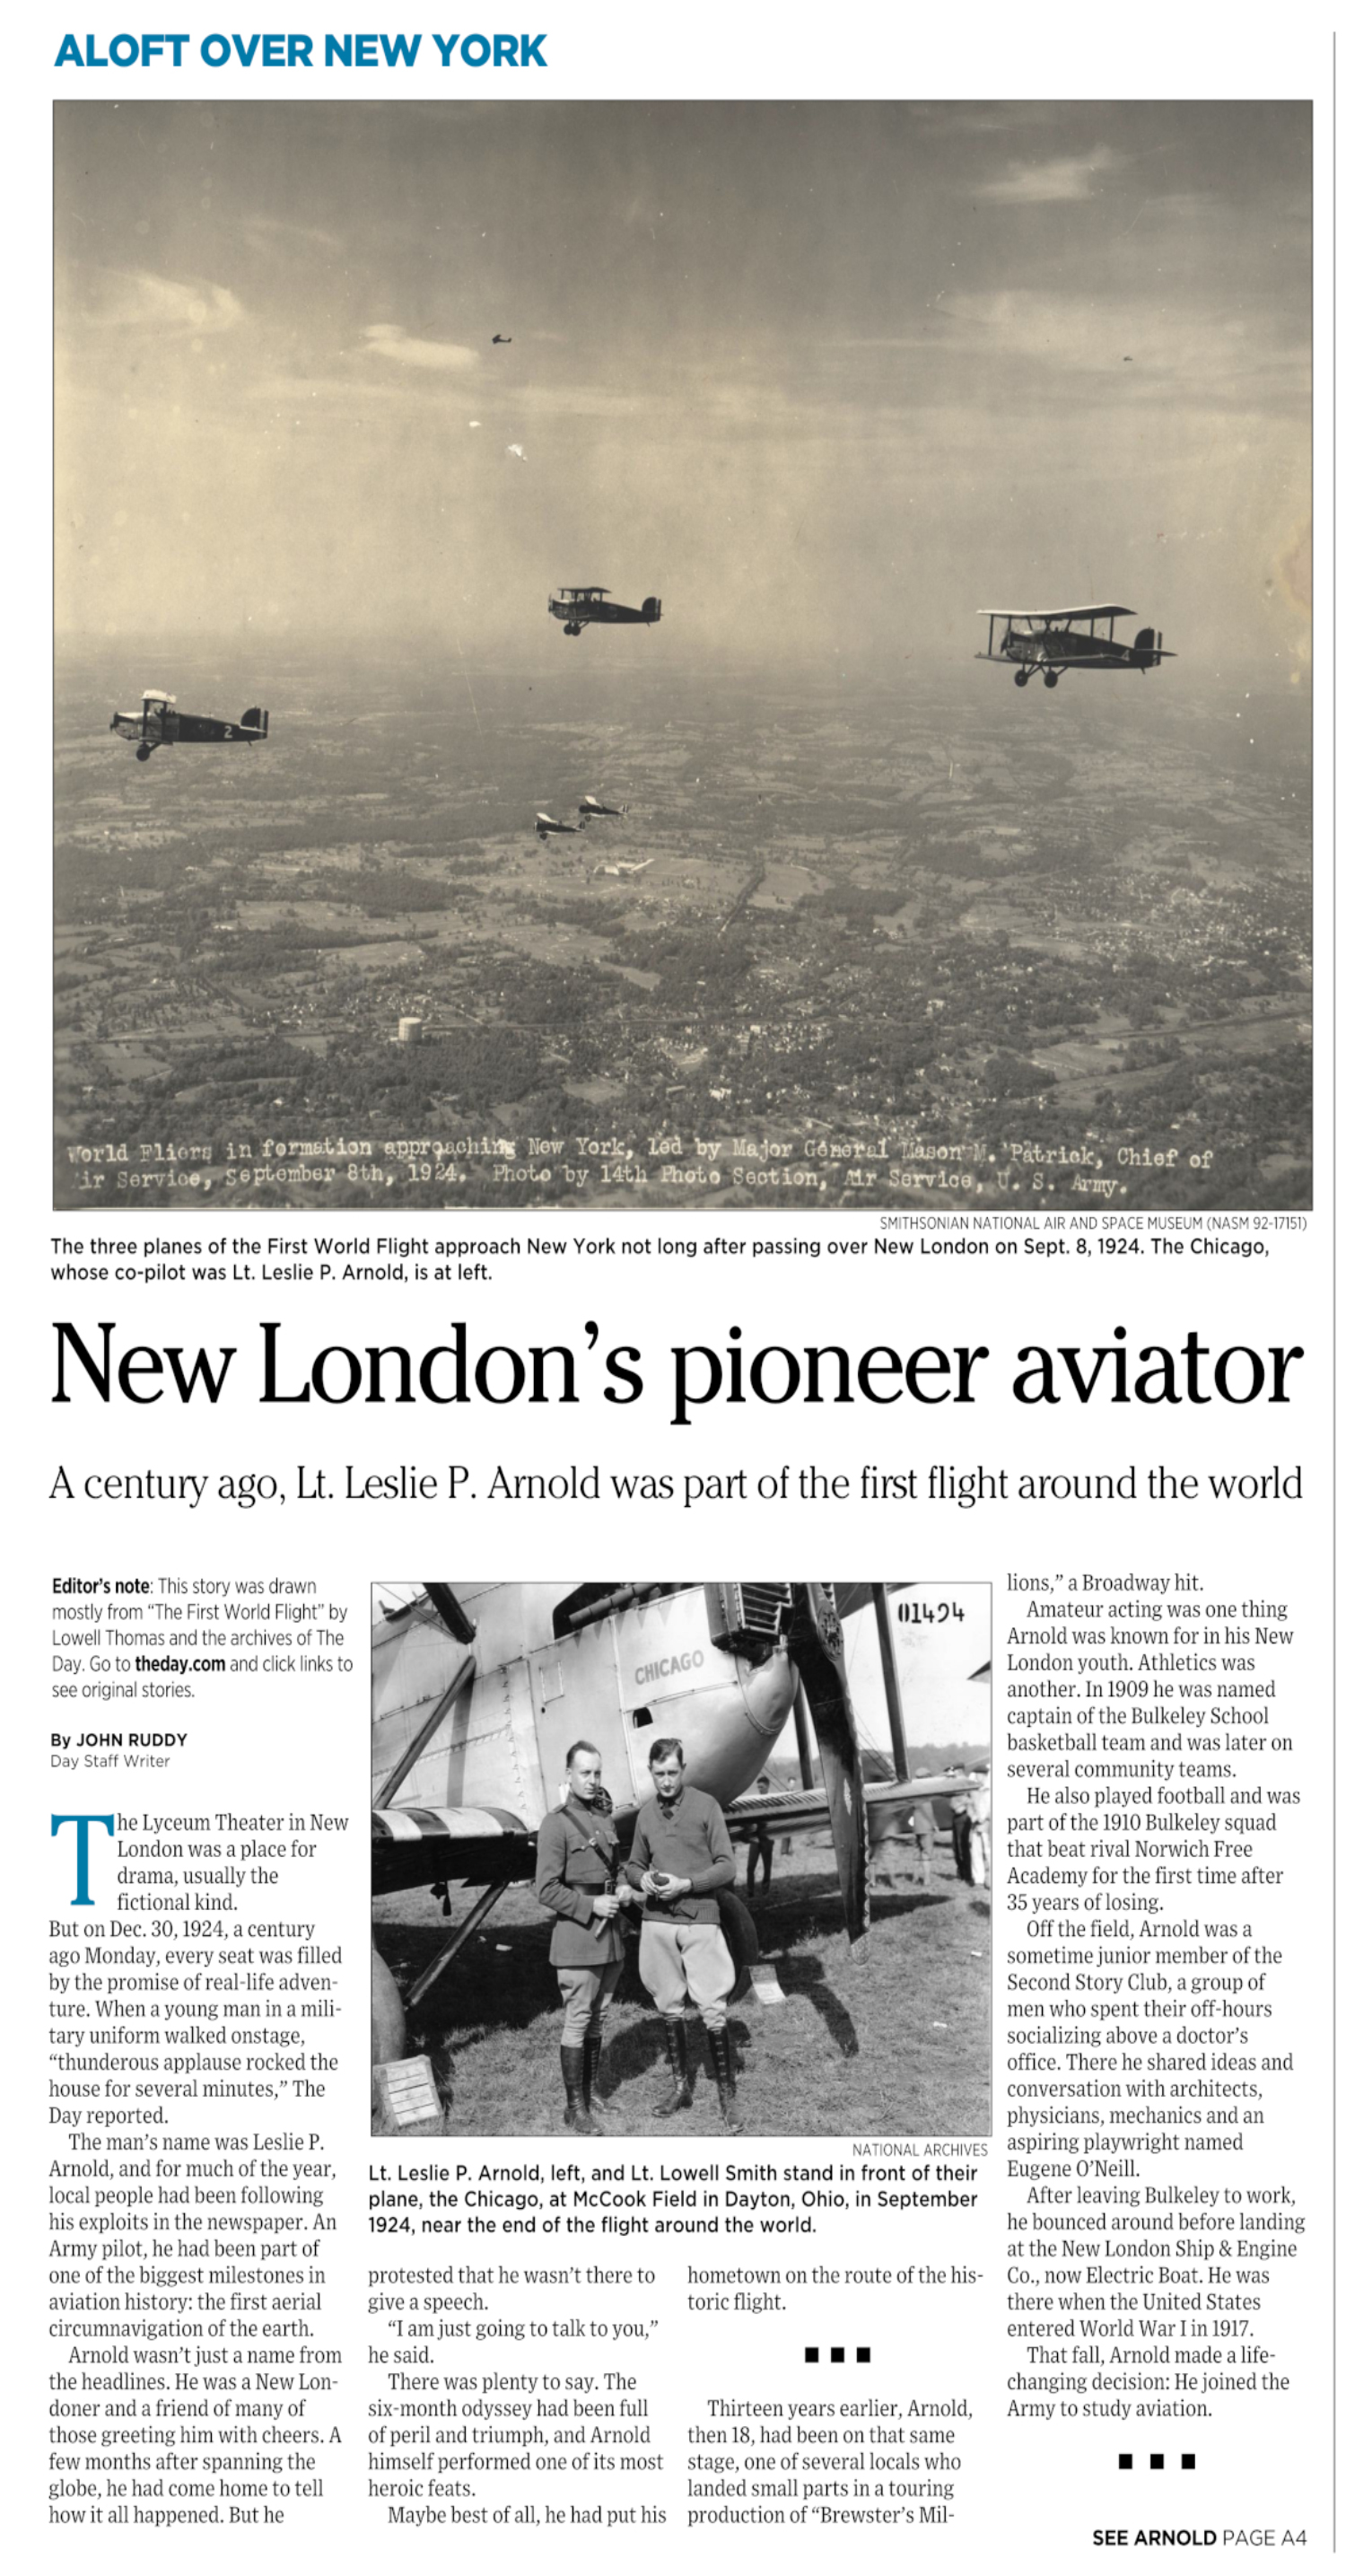 ALOFT OVER NEW YORK
2
World Fliers in formation approaching New York, led by Major General Mason M. Patrick, Chief of
ir Service, September 8th, 1924. Photo by 14th Photo Section, Air Service, U. S. Army.
SMITHSONIAN NATIONAL AIR AND SPACE MUSEUM (NASM 92-17151)
The three planes of the First World Flight approach New York not long after passing over New London on Sept. 8, 1924. The Chicago,
whose co-pilot was Lt. Leslie P. Arnold, is at left.
New London’s pioneer aviator
A century ago, Lt. Leslie P. Arnold was part of the first flight around the world
Editor’s note: This story was drawn
mostly from “The First World Flight” by
Lowell Thomas and the archives of The
Day. Go to theday.com and click links to
see original stories.
By JOHN RUDDY
Day Staff Writer
The Lyceum Theater in New
London was a place for
drama, usually the
fictional kind.
But on Dec. 30, 1924, a century
ago Monday, every seat was filled
by the promise of real-life adven-
ture. When a young man in a mili-
tary uniform walked onstage,
“thunderous applause rocked the
house for several minutes,” The
Day reported.
The man’s name was Leslie P.
Arnold, and for much of the year,
local people had been following
his exploits in the newspaper. An
Army pilot, he had been part of
one of the biggest milestones in
aviation history: the first aerial
circumnavigation of the earth.
Arnold wasn’t just a name from
the headlines. He was a New Lon-
doner and a friend of many of
those greeting him with cheers. A
few months after spanning the
globe, he had come home to tell
how it all happened. But he
01494
CHICAGO
NATIONAL ARCHIVES
Lt. Leslie P. Arnold, left, and Lt. Lowell Smith stand in front of their
plane, the Chicago, at McCook Field in Dayton, Ohio, in September
1924, near the end of the flight around the world.
protested that he wasn’t there to
give a speech.
“I am just going to talk to you,”
he said.
There was plenty to say. The
six-month odyssey had been full
of peril and triumph, and Arnold
himself performed one of its most
heroic feats.
Maybe best of all, he had put his
hometown on the route of the his-
toric flight.
Thirteen years earlier, Arnold,
then 18, had been on that same
stage, one of several locals who
landed small parts in a touring
production of “Brewster’s Mil-
lions,” a Broadway hit.
Amateur acting was one thing
Arnold was known for in his New
London youth. Athletics was
another. In 1909 he was named
captain of the Bulkeley School
basketball team and was later on
several community teams.
He also played football and was
part of the 1910 Bulkeley squad
that beat rival Norwich Free
Academy for the first time after
35 years of losing.
Off the field, Arnold was a
sometime junior member of the
Second Story Club, a group of
men who spent their off-hours
socializing above a doctor’s
office. There he shared ideas and
conversation with architects,
physicians, mechanics and an
aspiring playwright named
Eugene O’Neill.
After leaving Bulkeley to work,
he bounced around before landing
at the New London Ship & Engine
Co., now Electric Boat. He was
there when the United States
entered World War I in 1917.
That fall, Arnold made a life-
changing decision: He joined the
Army to study aviation.
SEE ARNOLD PAGE A4